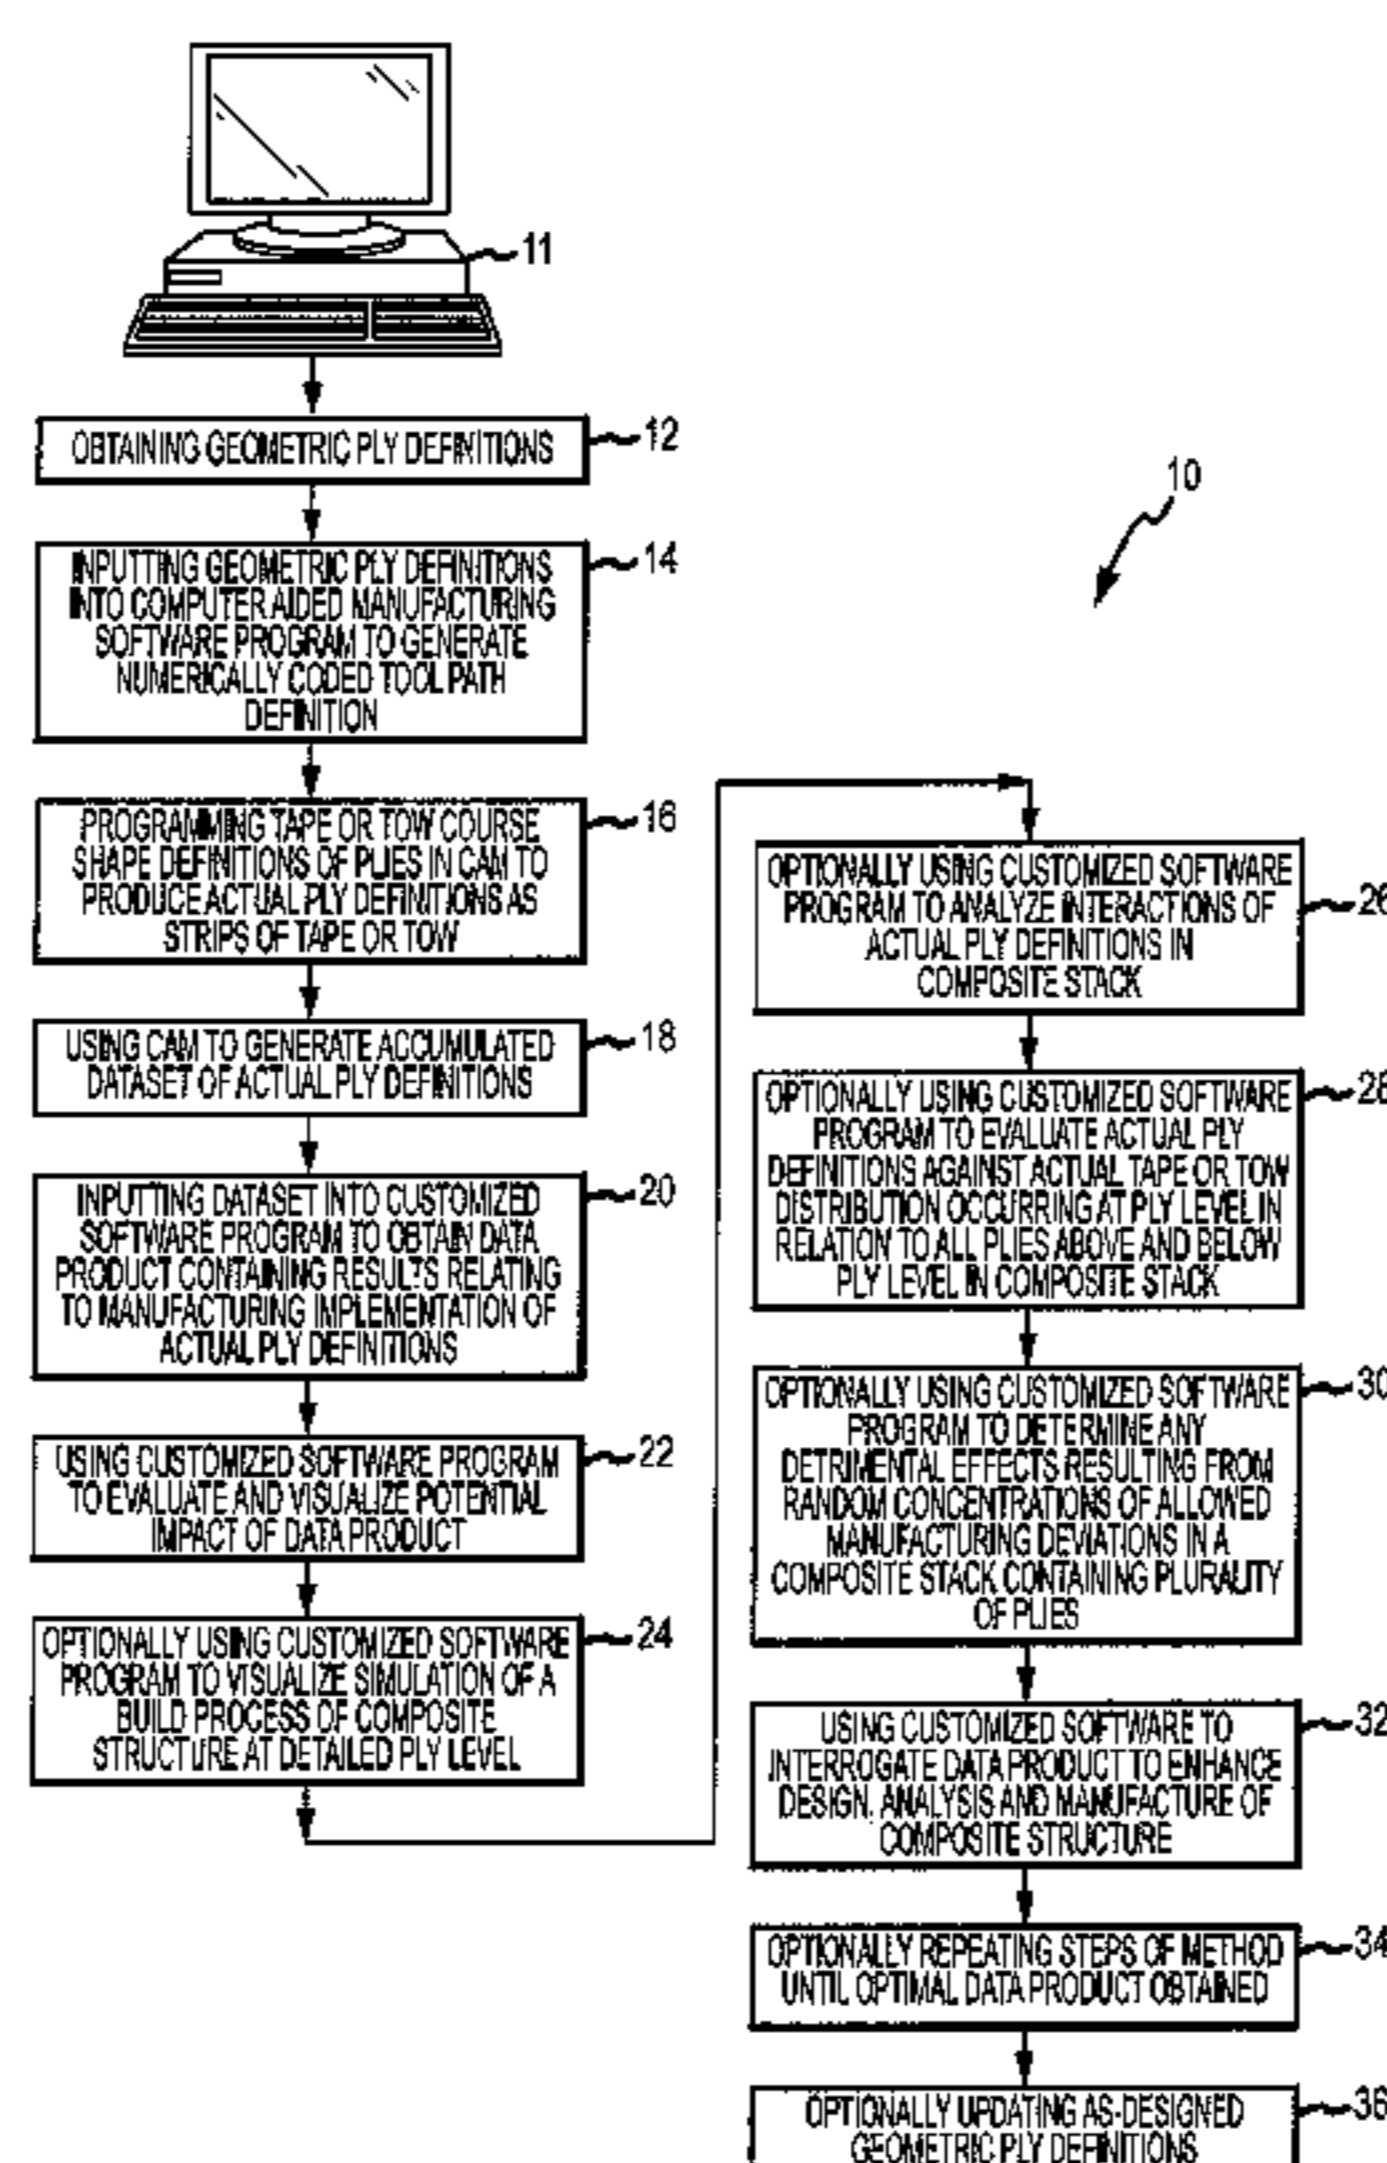 11
OBTAINING GEOMETRIC PLY DEFINITIONS
12
INPUTTING GEOMETRIC PLY DEFINITIONS
INTO COMPUTER AIDED MANUFACTURING
SOFTWARE PROGRAM TO GENERATE
NUMERICALLY CODED TOOL PATH
DEFINITION
14
PROGRAMMING TAPE OR TOW COURSE
SHAPE DEFINITIONS OF PLIES IN CAM TO
PRODUCE ACTUAL PLY DEFINITIONS AS
STRIPS OF TAPE OR TOW
16
USING CAM TO GENERATE ACCUMULATED
DATASET OF ACTUAL PLY DEFINITIONS
18
INPUTTING DATASET INTO CUSTOMIZED
SOFTWARE PROGRAM TO OBTAIN DATA
PRODUCT CONTAINING RESULTS RELATING
TO MANUFACTURING IMPLEMENTATION OF
ACTUAL PLY DEFINITIONS
20
USING CUSTOMIZED SOFTWARE PROGRAM
TO EVALUATE AND VISUALIZE POTENTIAL
IMPACT OF DATA PRODUCT
22
OPTIONALLY USING CUSTOMIZED SOFTWARE
PROGRAM TO VISUALIZE SIMULATION OF A
BUILD PROCESS OF COMPOSITE
STRUCTURE AT DETAILED PLY LEVEL
24
10
OPTIONALLY USING CUSTOMIZED SOFTWARE
PROGRAM TO ANALYZE INTERACTIONS OF
ACTUAL PLY DEFINITIONS IN
COMPOSITE STACK
26
OPTIONALLY USING CUSTOMIZED SOFTWARE
PROGRAM TO EVALUATE ACTUAL PLY
DEFINITIONS AGAINST ACTUAL TAPE OR TOW
DISTRIBUTION OCCURRING AT PLY LEVEL IN
RELATION TO ALL PLIES ABOVE AND BELOW
PLY LEVEL IN COMPOSITE STACK
28
OPTIONALLY USING CUSTOMIZED SOFTWARE
PROGRAM TO DETERMINE ANY
DETRIMENTAL EFFECTS RESULTING FROM
RANDOM CONCENTRATIONS OF ALLOWED
MANUFACTURING DEVIATIONS IN A
COMPOSITE STACK CONTAINING PLURALITY
OF PLIES
30
USING CUSTOMIZED SOFTWARE TO
INTERROGATE DATA PRODUCT TO ENHANCE
DESIGN, ANALYSIS AND MANUFACTURE OF
COMPOSITE STRUCTURE
32
OPTIONALLY REPEATING STEPS OF METHOD
UNTIL OPTIMAL DATA PRODUCT OBTAINED
34
OPTIONALLY UPDATING AS-DESIGNED
GEOMETRIC PLY DEFINITIONS
36